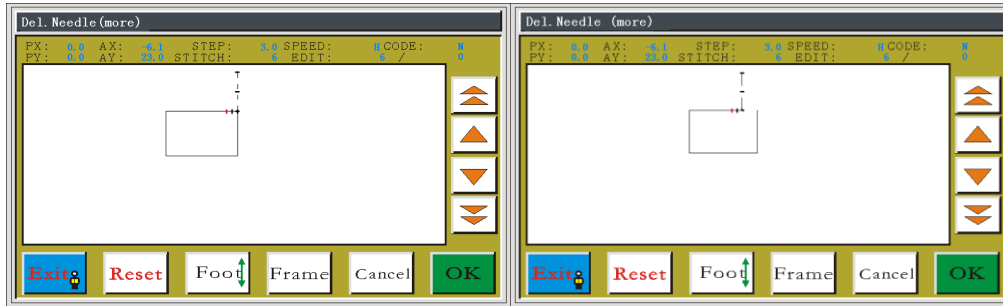 Del. Needle(more)
PX: 0.0 AX: -6.1 STEP: 3.0 SPEED: H CODE: N
PY: 0.0 AY: 23.0 STITCH: 6 EDIT: 6 / 0
Exit Reset Foot Frame Cancel OK
Del. Needle (more)
PX: 0.0 AX: -6.1 STEP: 3.0 SPEED: H CODE: N
PY: 0.0 AY: 23.0 STITCH: 6 EDIT: 6 / 0
Exit Reset Foot Frame Cancel OK